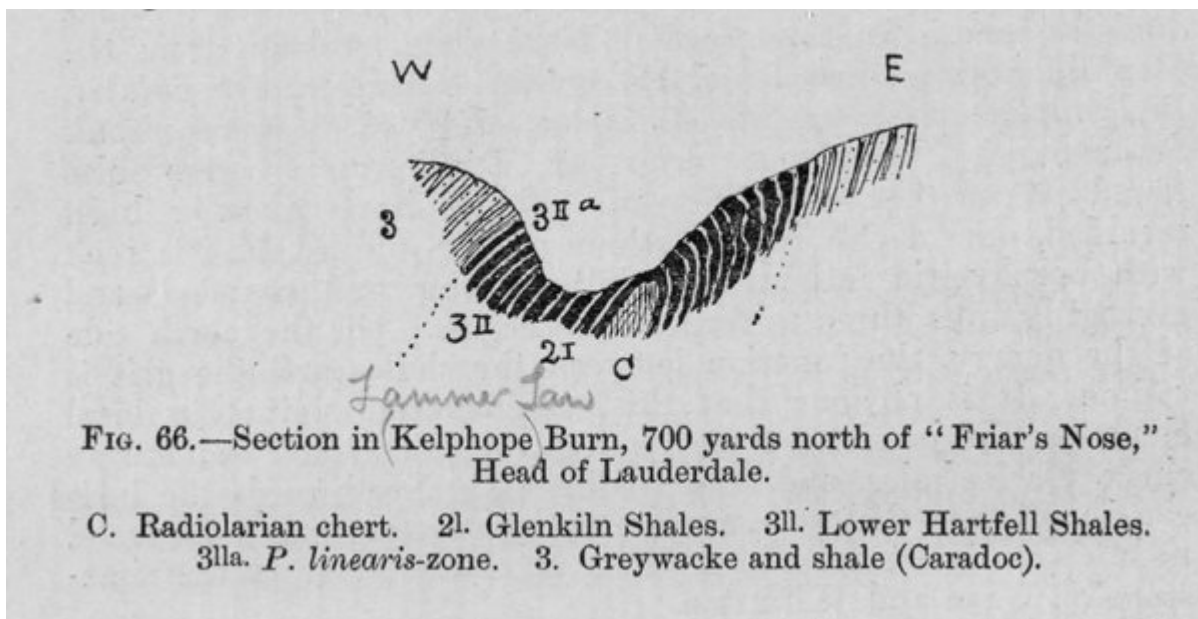 W E
3 3II a
3II
2I
C
Lammer Law
FIG. 66.—Section in (Kelphope) Burn, 700 yards north of "Friar's Nose,"
Head of Lauderdale.
C. Radiolarian chert. 2I. Glenkiln Shales. 3II. Lower Hartfell Shales.
3IIa. P. linearis-zone. 3. Greywacke and shale (Caradoc).